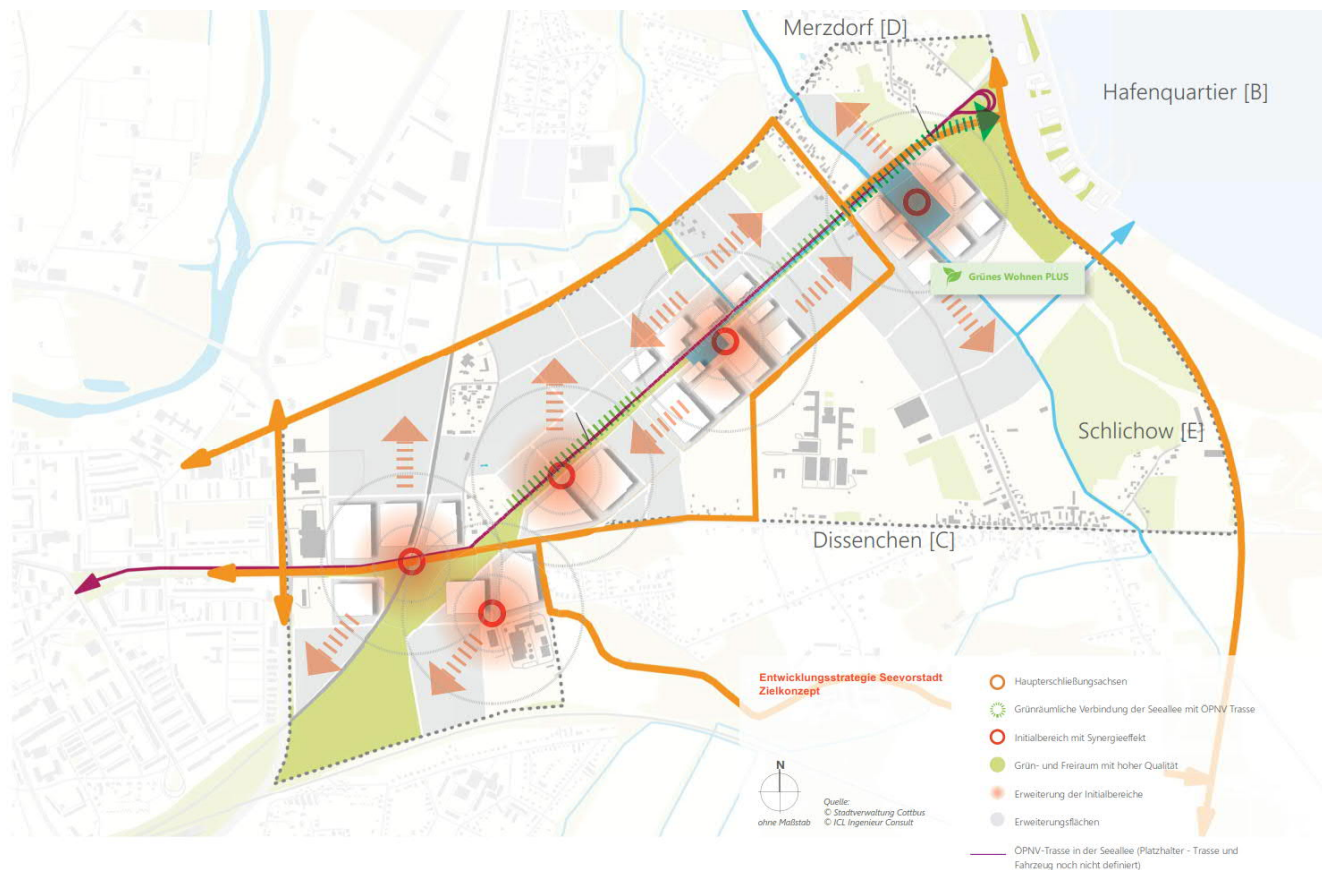 Merzdorf [D]
Hafenquartier [B]
Grünes Wohnen PLUS
Schlichow [E]
Dissenchen [C]
Entwicklungsstrategie Seevorstadt
Zielkonzept
N
ohne Maßstab
Quelle:
© Stadtverwaltung Cottbus
© ICL Ingenieur Consult
Haupterschließungsachsen
Grünräumliche Verbindung der Seeallee mit ÖPNV Trasse
Initialbereich mit Synergieeffekt
Grün- und Freiraum mit hoher Qualität
Erweiterung der Initialbereiche
Erweiterungsflächen
ÖPNV-Trasse in der Seeallee (Platzhalter - Trasse und
Fahrzeug noch nicht definiert)